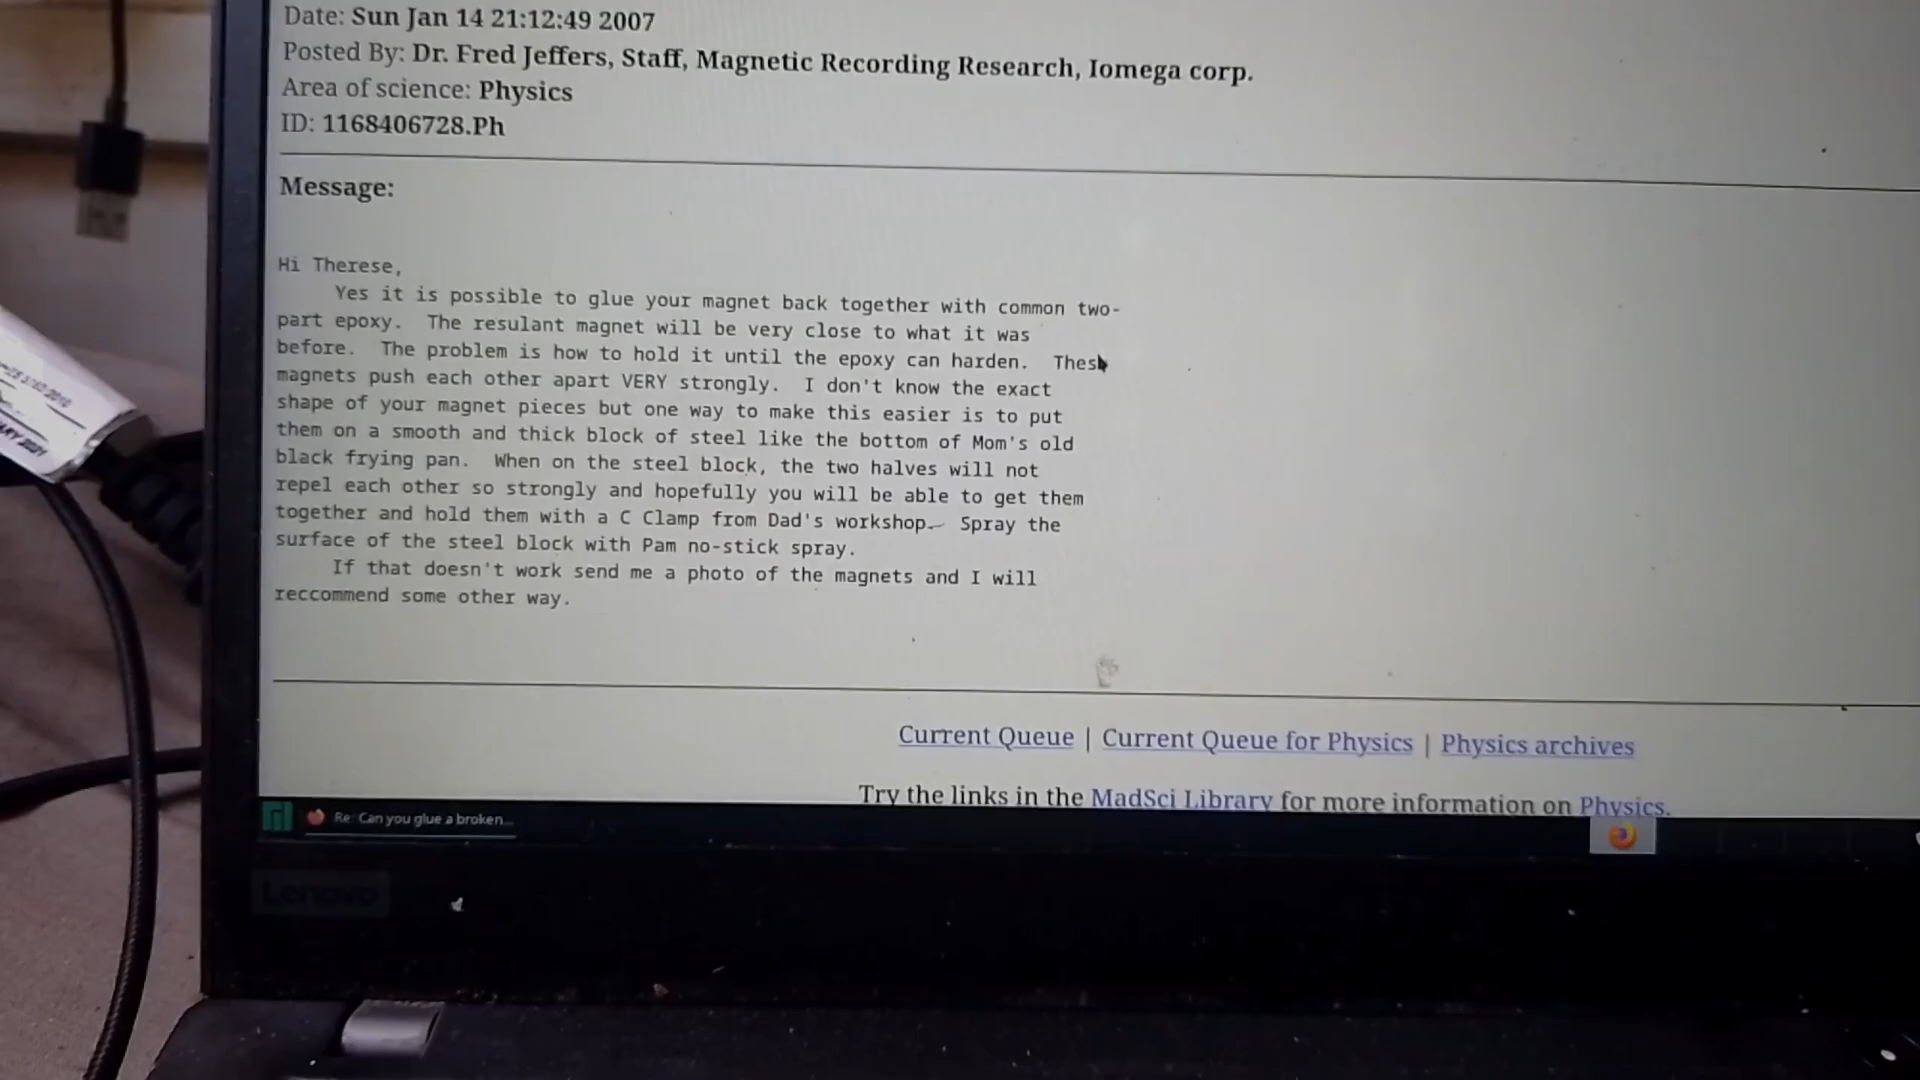 Date: Sun Jan 14 21:12:49 2007
Posted By: Dr. Fred Jeffers, Staff, Magnetic Recording Research, Iomega corp.
Area of science: Physics
ID: 1168406728.Ph
Message:
Hi Therese,
Yes it is possible to glue your magnet back together with common two-
part epoxy. The resulant magnet will be very close to what it was
before. The problem is how to hold it until the epoxy can harden. Thes
magnets push each other apart VERY strongly. I don't know the exact
shape of your magnet pieces but one way to make this easier is to put
them on a smooth and thick block of steel like the bottom of Mom's old
black frying pan. When on the steel block, the two halves will not
repel each other so strongly and hopefully you will be able to get them
together and hold them with a C Clamp from Dad's workshop. Spray the
surface of the steel block with Pam no-stick spray.
If that doesn't work send me a photo of the magnets and I will
reccommend some other way.
Current Queue | Current Queue for Physics | Physics archives
Try the links in the MadSci Library for more information on Physics.
Re: Can you glue a broken...
Lenovo